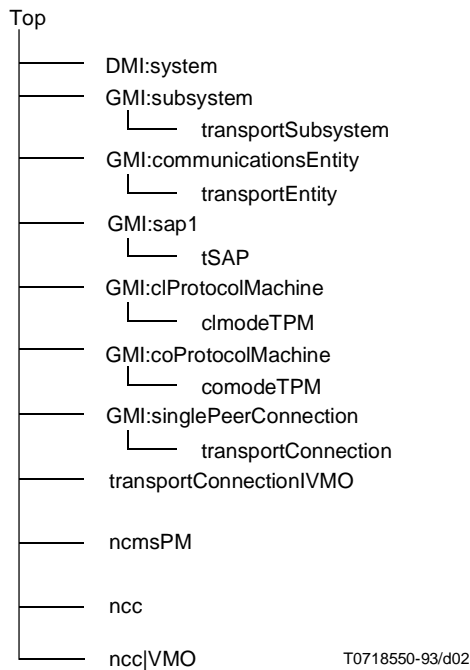 Top
DMI:system
GMI:subsystem
transportSubsystem
GMI:communicationsEntity
transportEntity
GMI:sap1
tSAP
GMI:clProtocolMachine
clmodeTPM
GMI:coProtocolMachine
comodeTPM
GMI:singlePeerConnection
transportConnection
transportConnectionIVMO
ncmsPM
ncc
ncc|VMO T0718550-93/d02